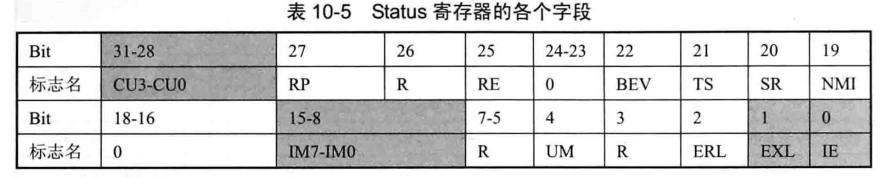 表 10-5 Status 寄存器的各个字段
Bit 31-28 27 26 25 24-23 22 21 20 19
标志名 CU3-CU0 RP R RE 0 BEV TS SR NMI
Bit 18-16 15-8 7-5 4 3 2 1 0
标志名 0 IM7-IM0 R UM R ERL EXL IE